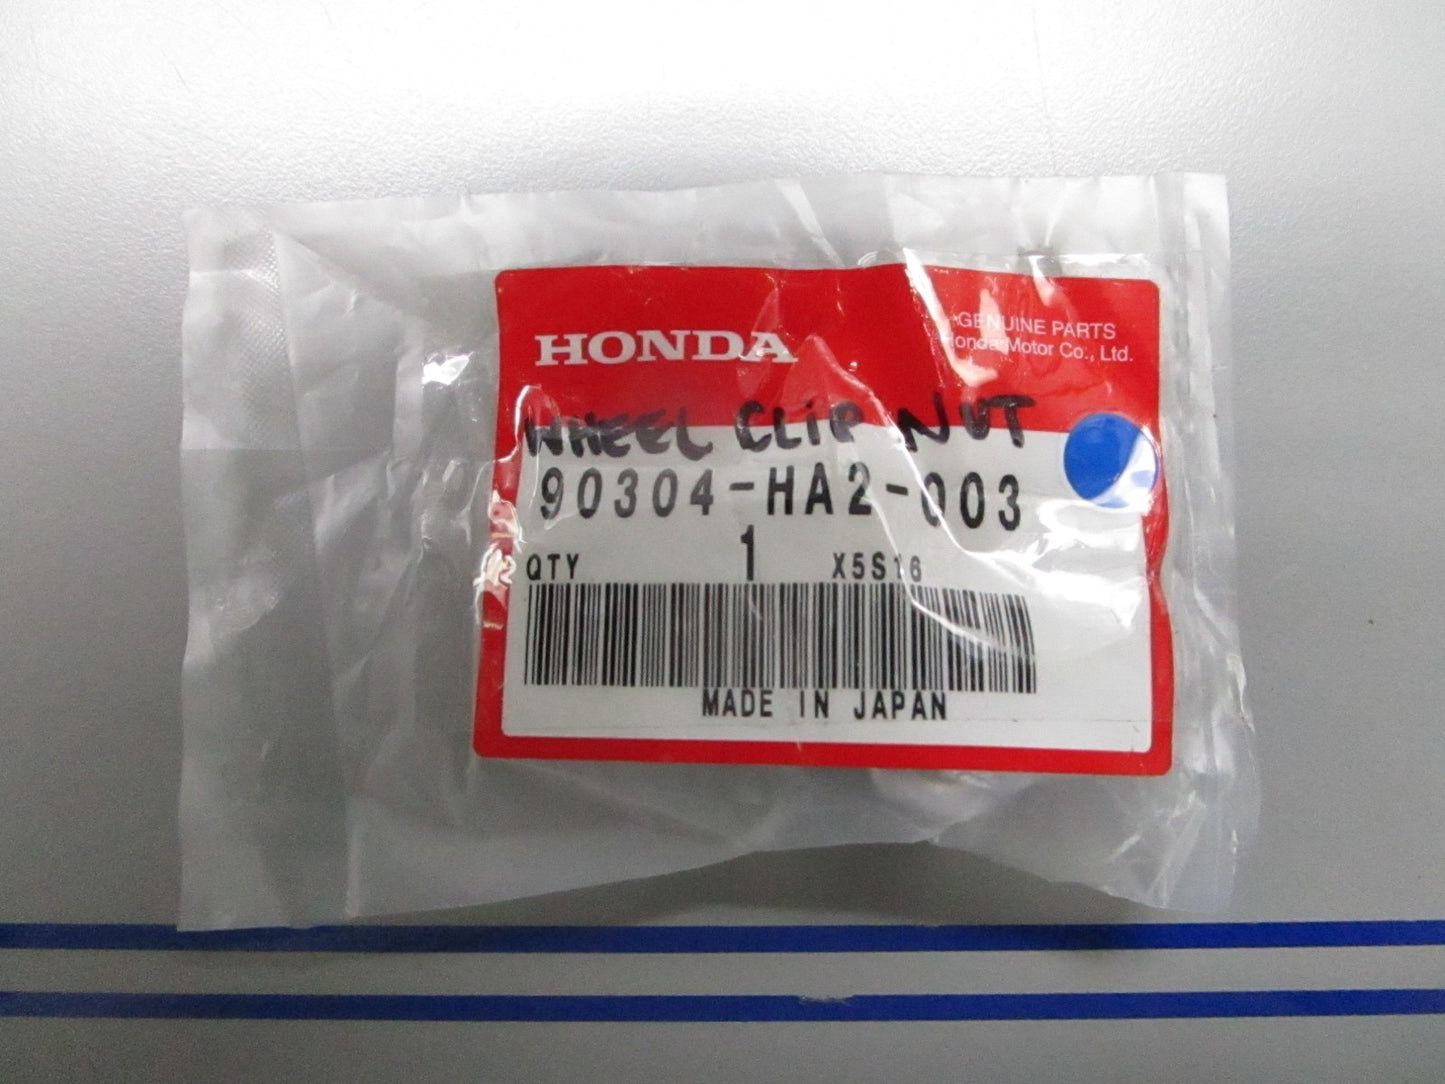 HONDA
GENUINE PARTS
Honda Motor Co., Ltd.
WHEEL CLIP NUT
90304-HA2-003
QTY 1 X5S16
MADE IN JAPAN